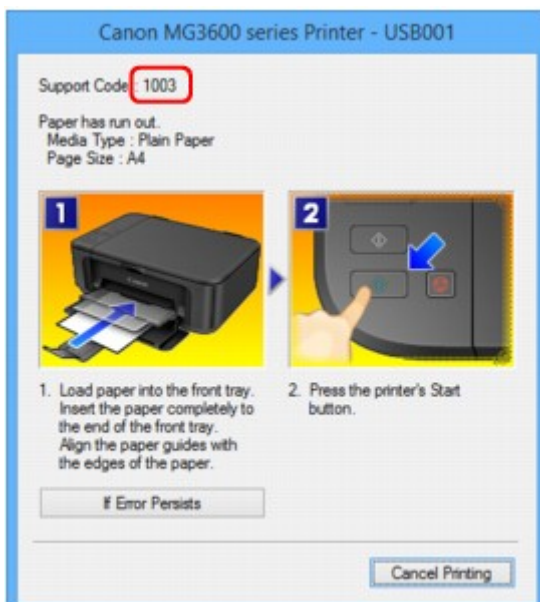 Canon MG3600 series Printer - USB001
Support Code : 1003
Paper has run out.
Media Type : Plain Paper
Page Size : A4
1
2
1. Load paper into the front tray.
Insert the paper completely to
the end of the front tray.
Align the paper guides with
the edges of the paper.
2. Press the printer's Start
button.
If Error Persists
Cancel Printing